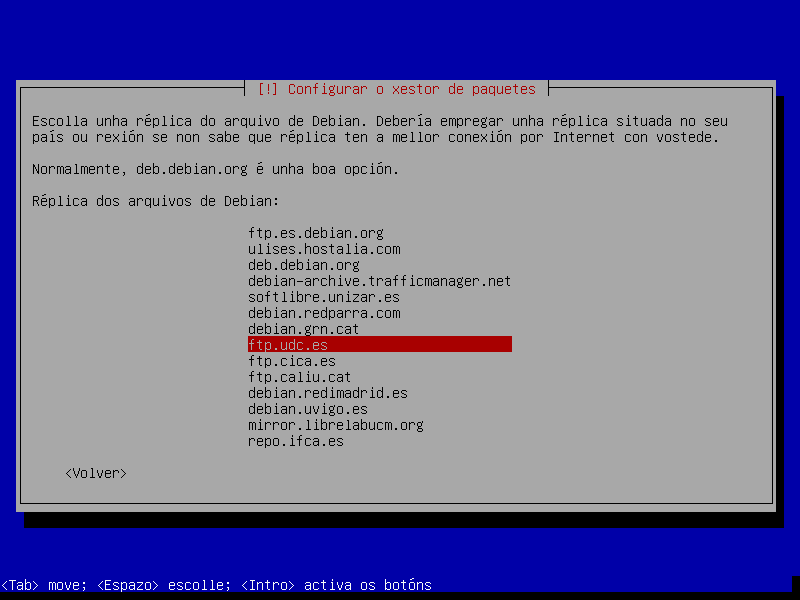 [!] Configurar o xestor de paquetes
Escolla unha réplica do arquivo de Debian. Debería empregar unha réplica situada no seu
país ou rexión se non sabe que réplica ten a mellor conexión por Internet con vostede.
Normalmente, deb.debian.org é unha boa opción.
Réplica dos arquivos de Debian:
ftp.es.debian.org
ulises.hostalia.com
deb.debian.org
debian-archive.trafficmanager.net
softlibre.unizar.es
debian.redparra.com
debian.grn.cat
ftp.udc.es
ftp.cica.es
ftp.caliu.cat
debian.redimadrid.es
debian.uvigo.es
mirror.librelabucm.org
repo.ifca.es
<Volver>
<Tab> move; <Espazo> escolle; <Intro> activa os botóns